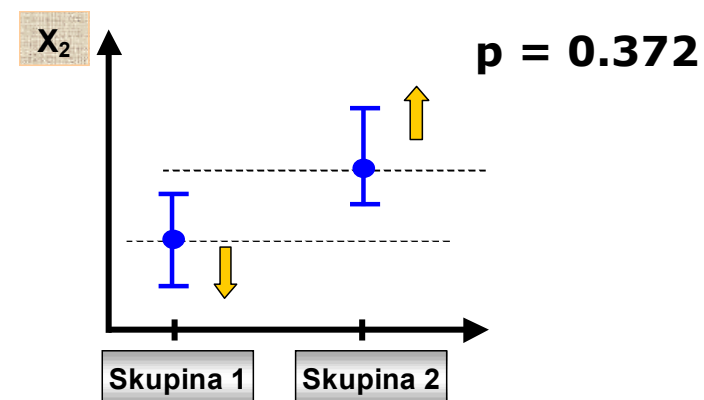 X₂
p = 0.372
Skupina 1
Skupina 2